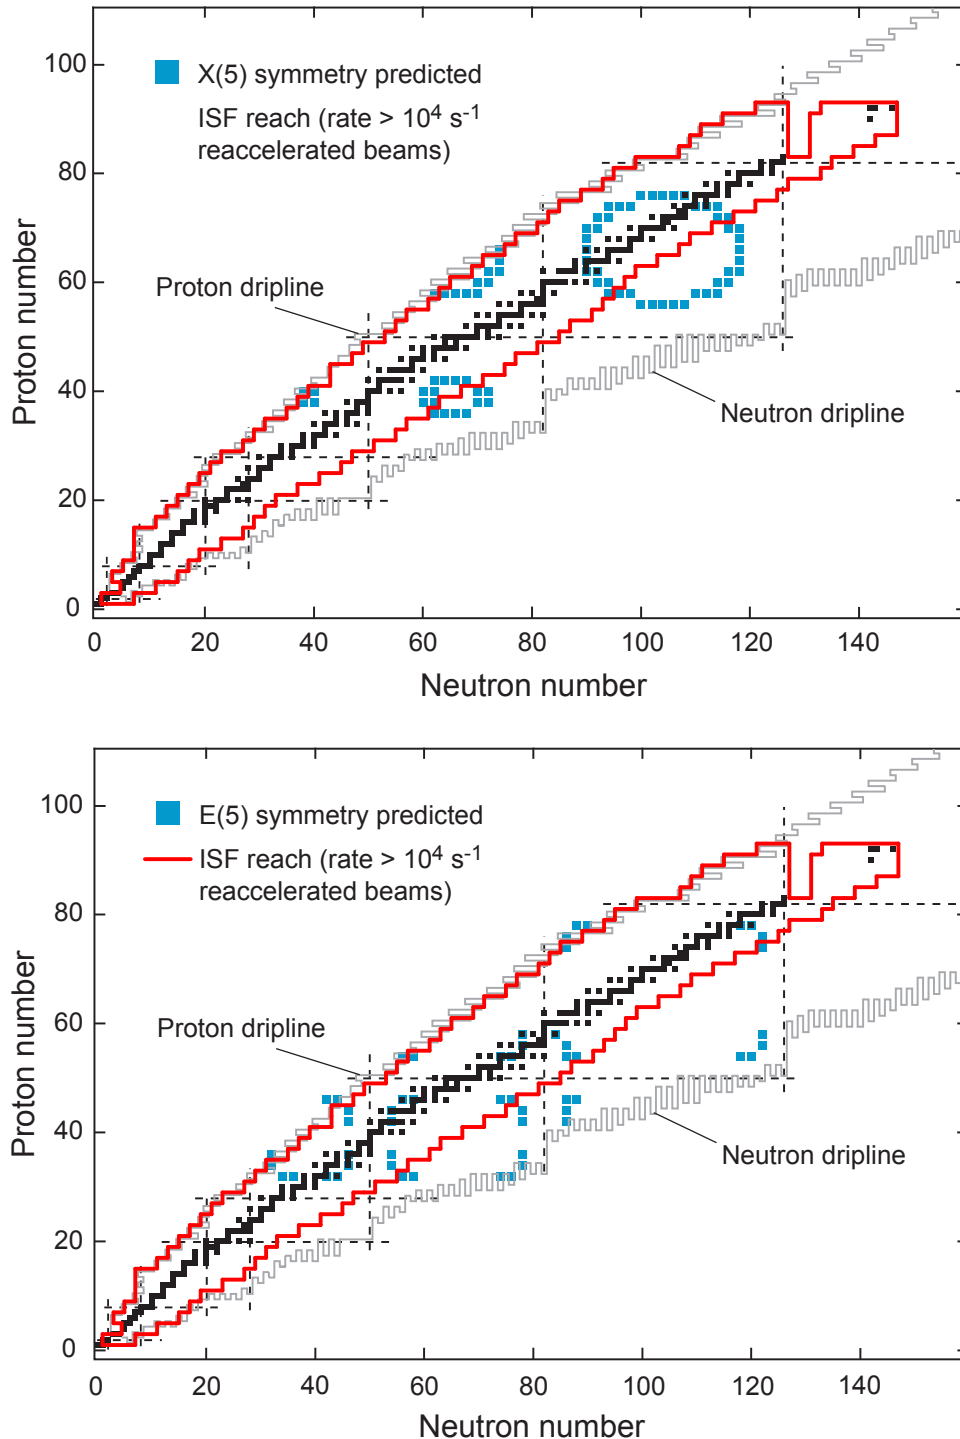 100
80
60
40
20
0
Proton number
X(5) symmetry predicted
ISF reach (rate > 10⁴ s⁻¹
reaccelerated beams)
Proton dripline
Neutron dripline
0 20 40 60 80 100 120 140
Neutron number
100
80
60
40
20
0
Proton number
E(5) symmetry predicted
ISF reach (rate > 10⁴ s⁻¹
reaccelerated beams)
Proton dripline
Neutron dripline
0 20 40 60 80 100 120 140
Neutron number